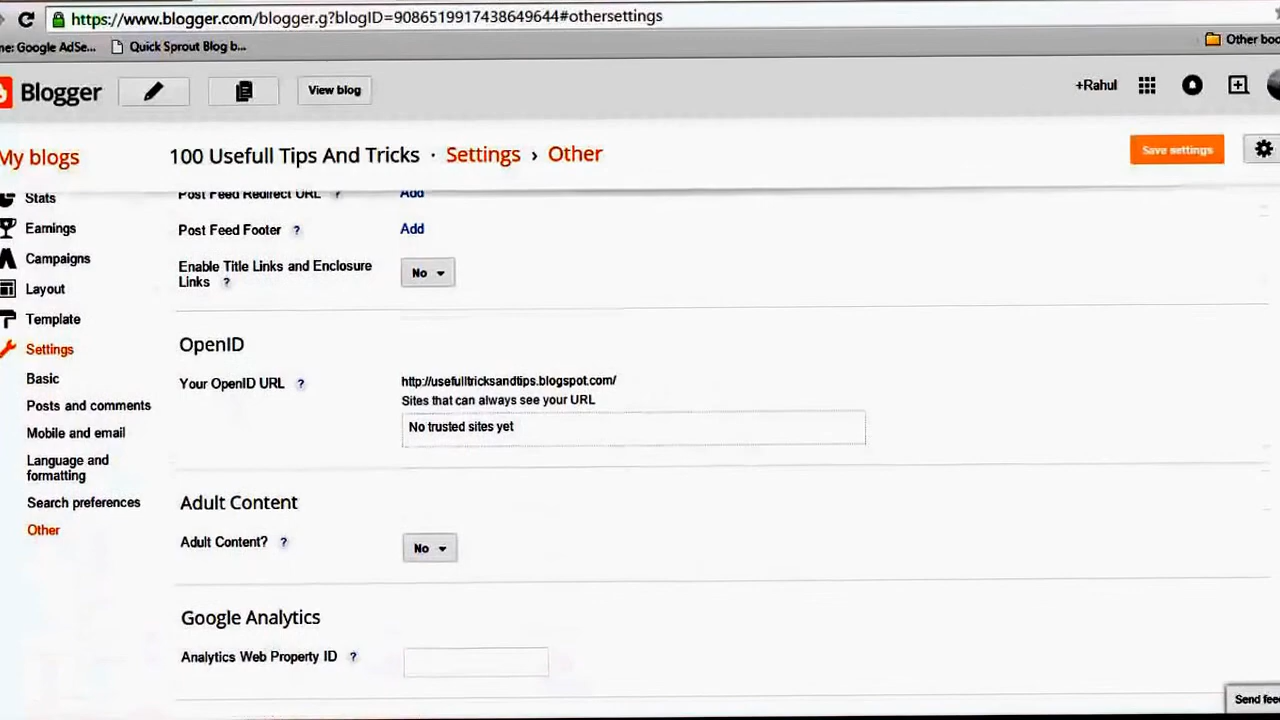 https://www.blogger.com/blogger.g?blogID=9086519917438649644#othersettings
ne: Google AdSe... Quick Sprout Blog b... Other boo
Blogger View blog +Rahul
My blogs 100 Usefull Tips And Tricks · Settings › Other Save settings
Stats Post Feed Redirect URL ? Add
Earnings Post Feed Footer ? Add
Campaigns Enable Title Links and Enclosure Links ? No
Layout
Template
Settings OpenID
Basic Your OpenID URL ? http://usefulltricksandtips.blogspot.com/
Posts and comments Sites that can always see your URL
Mobile and email No trusted sites yet
Language and
formatting
Search preferences Adult Content
Other Adult Content? ? No
Google Analytics
Analytics Web Property ID ?
Send fee